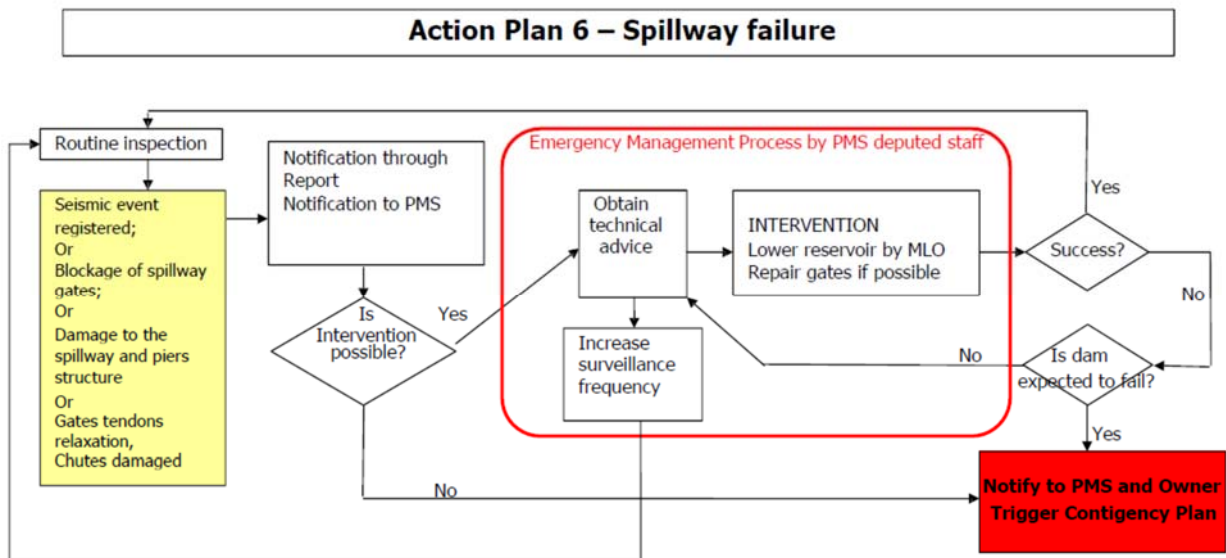 Action Plan 6 – Spillway failure
Routine inspection
Seismic event
registered;
Or
Blockage of spillway
gates;
Or
Damage to the
spillway and piers
structure
Or
Gates tendons
relaxation,
Chutes damaged
Notification through
Report
Notification to PMS
Is
Intervention
possible?
Yes
No
Emergency Management Process by PMS deputed staff
Obtain
technical
advice
Increase
surveillance
frequency
INTERVENTION
Lower reservoir by MLO
Repair gates if possible
Yes
Success?
No
Is dam
expected to fail?
No
Yes
Notify to PMS and Owner
Trigger Contigency Plan